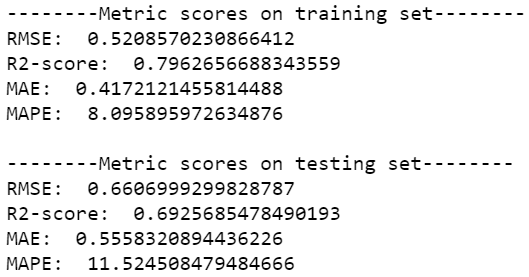 --------Metric scores on training set--------
RMSE:  0.5208570230866412
R2-score:  0.7962656688343559
MAE:  0.4172121455814488
MAPE:  8.095895972634876
--------Metric scores on testing set--------
RMSE:  0.6606999299828787
R2-score:  0.6925685478490193
MAE:  0.5558320894436226
MAPE:  11.524508479484666